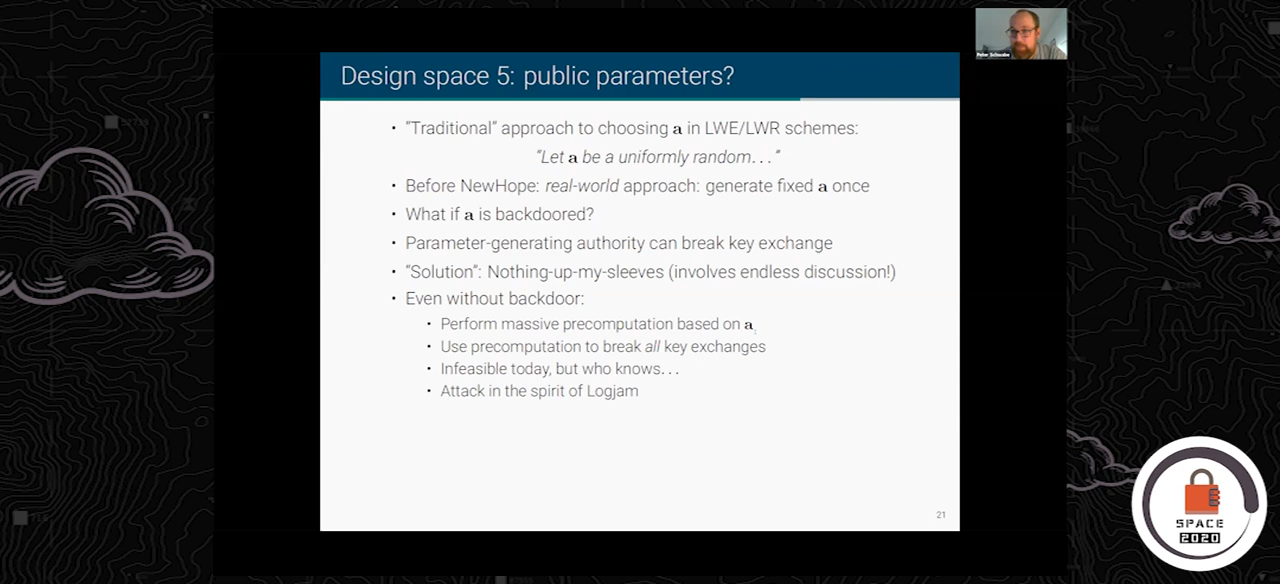 Design space 5: public parameters?
• "Traditional" approach to choosing a in LWE/LWR schemes:
"Let a be a uniformly random. . . "
• Before NewHope: real-world approach: generate fixed a once
• What if a is backdoored?
• Parameter-generating authority can break key exchange
• "Solution": Nothing-up-my-sleeves (involves endless discussion!)
• Even without backdoor:
• Perform massive precomputation based on a
• Use precomputation to break all key exchanges
• Infeasible today, but who knows. . .
• Attack in the spirit of Logjam
21
Peter Schwabe
SPACE
2020